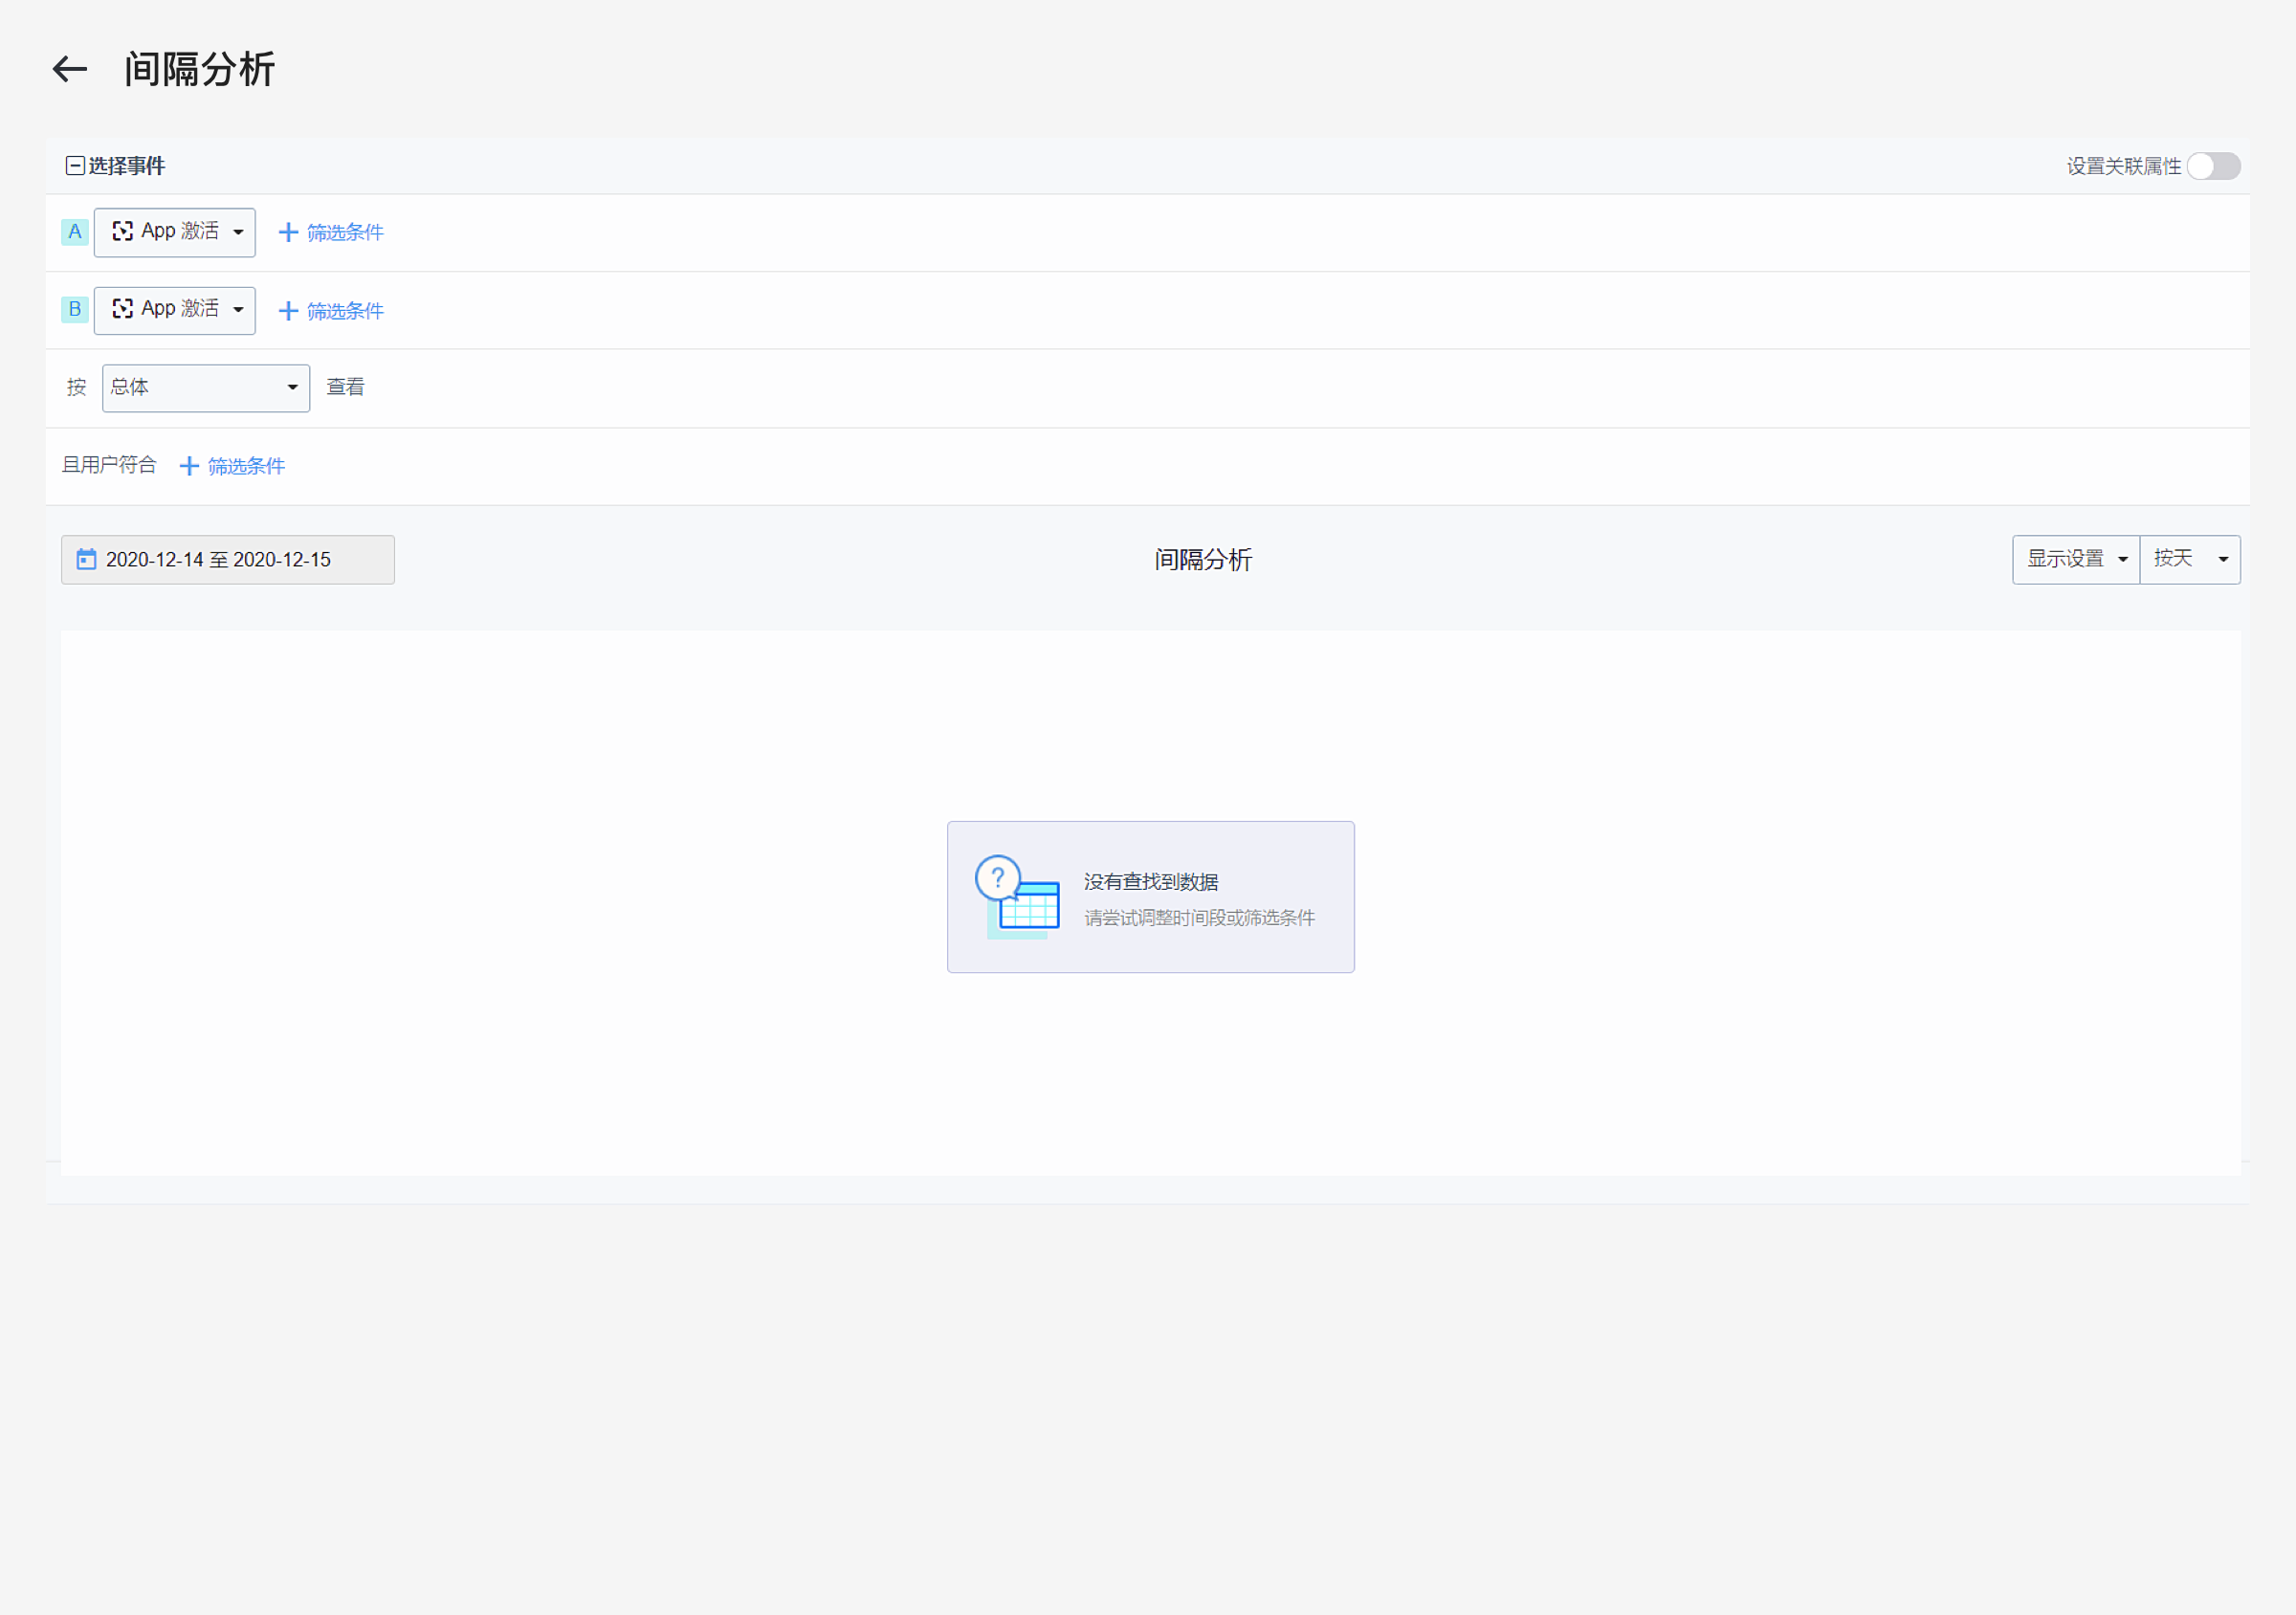 间隔分析
选择事件
设置关联属性
A App 激活 筛选条件
B App 激活 筛选条件
按 总体 查看
且用户符合 筛选条件
2020-12-14 至 2020-12-15
间隔分析
显示设置 按天
?
没有查找到数据
请尝试调整时间段或筛选条件